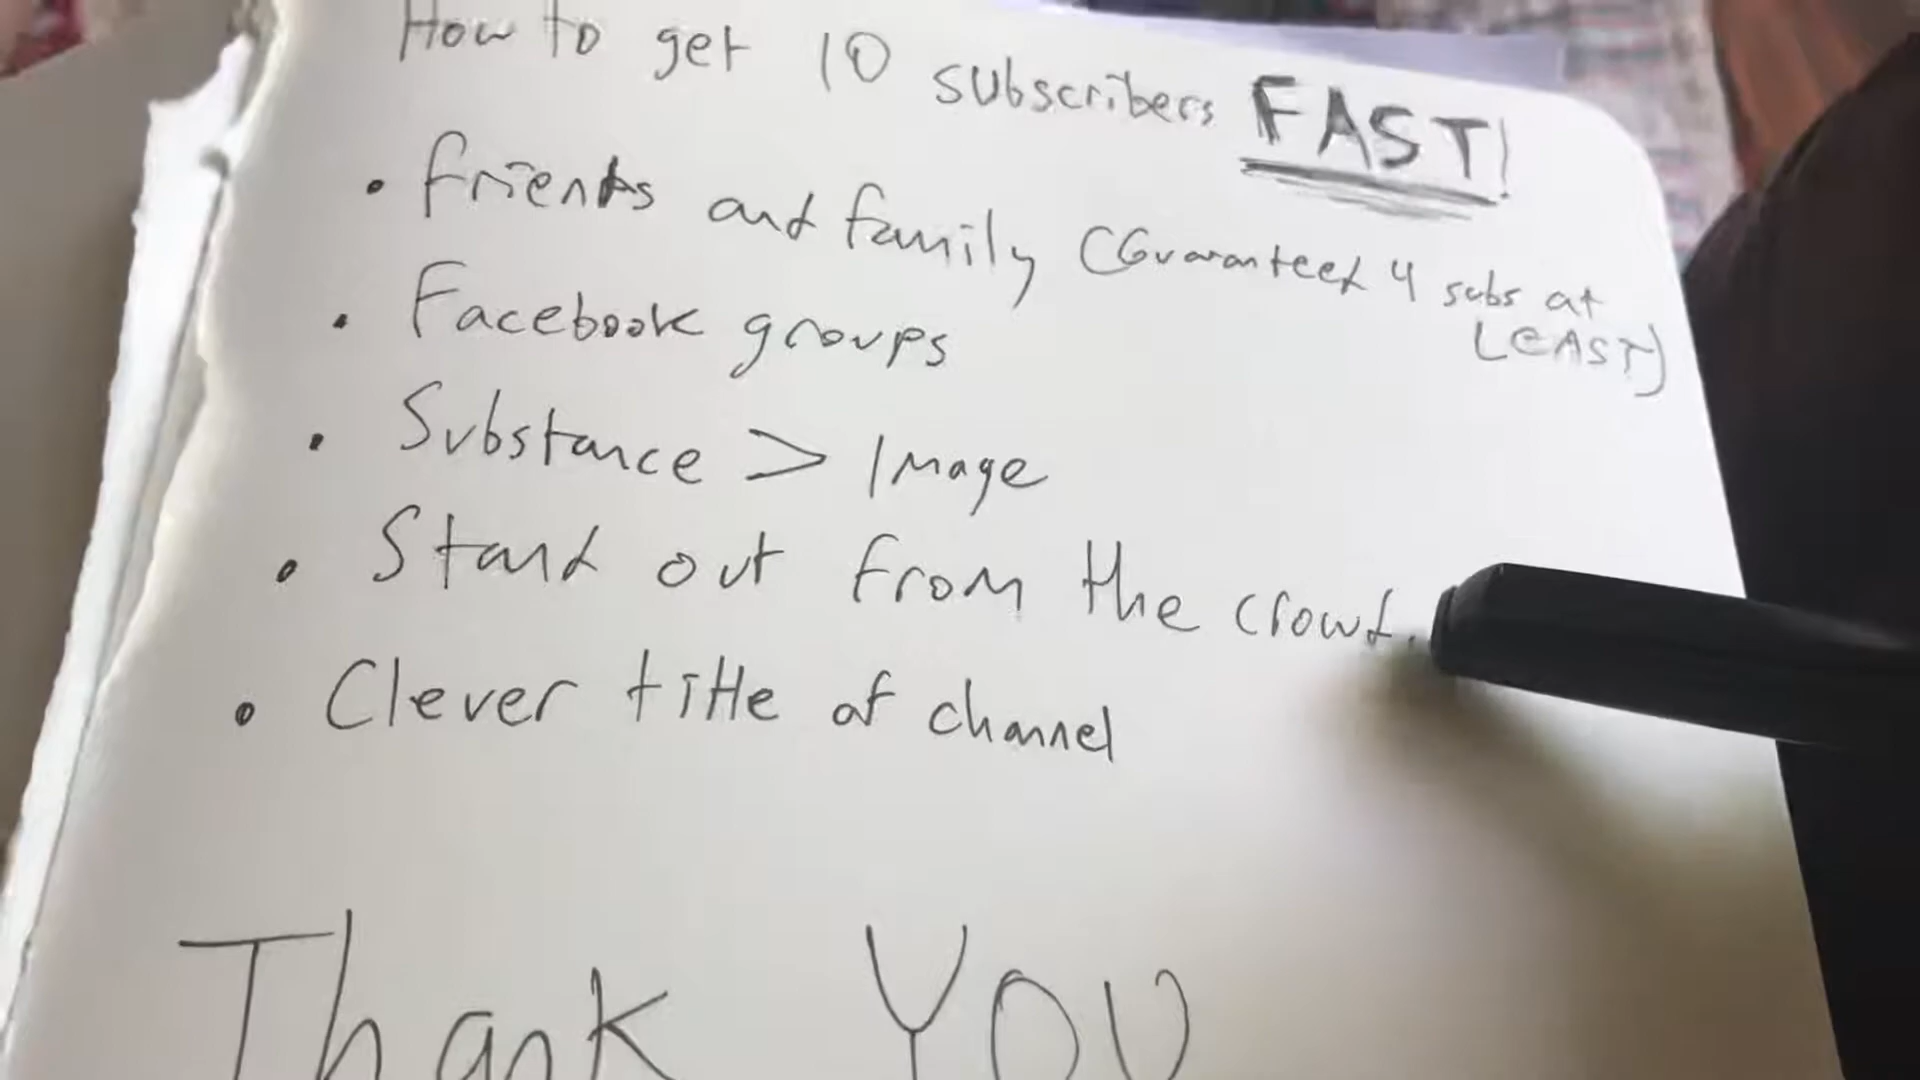 How to get 10 subscribers FAST!
• friends and family (Guaranteed 4 subs at
LEAST)
• Facebook groups
• Substance > Image
• Stand out from the crowd.
• Clever title of channel
Thank YOU